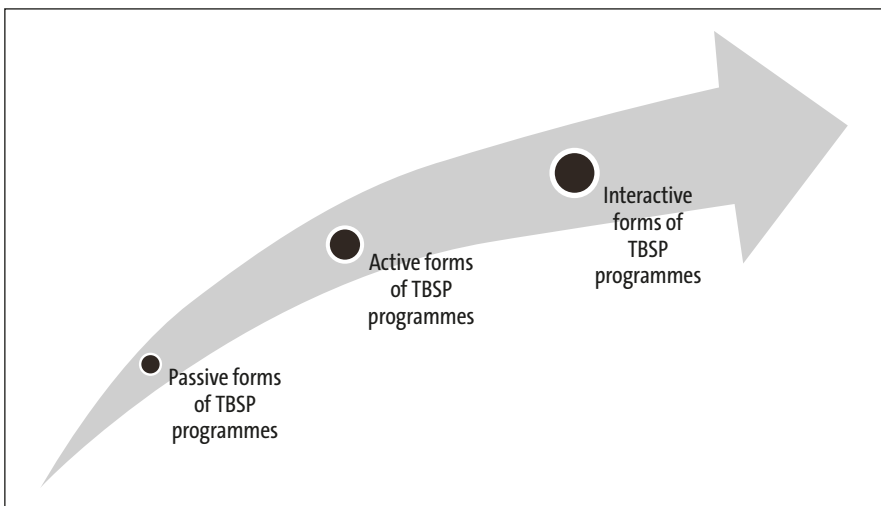 Interactive
forms of
TBSP
programmes
Active forms
of TBSP
programmes
Passive forms
of TBSP
programmes